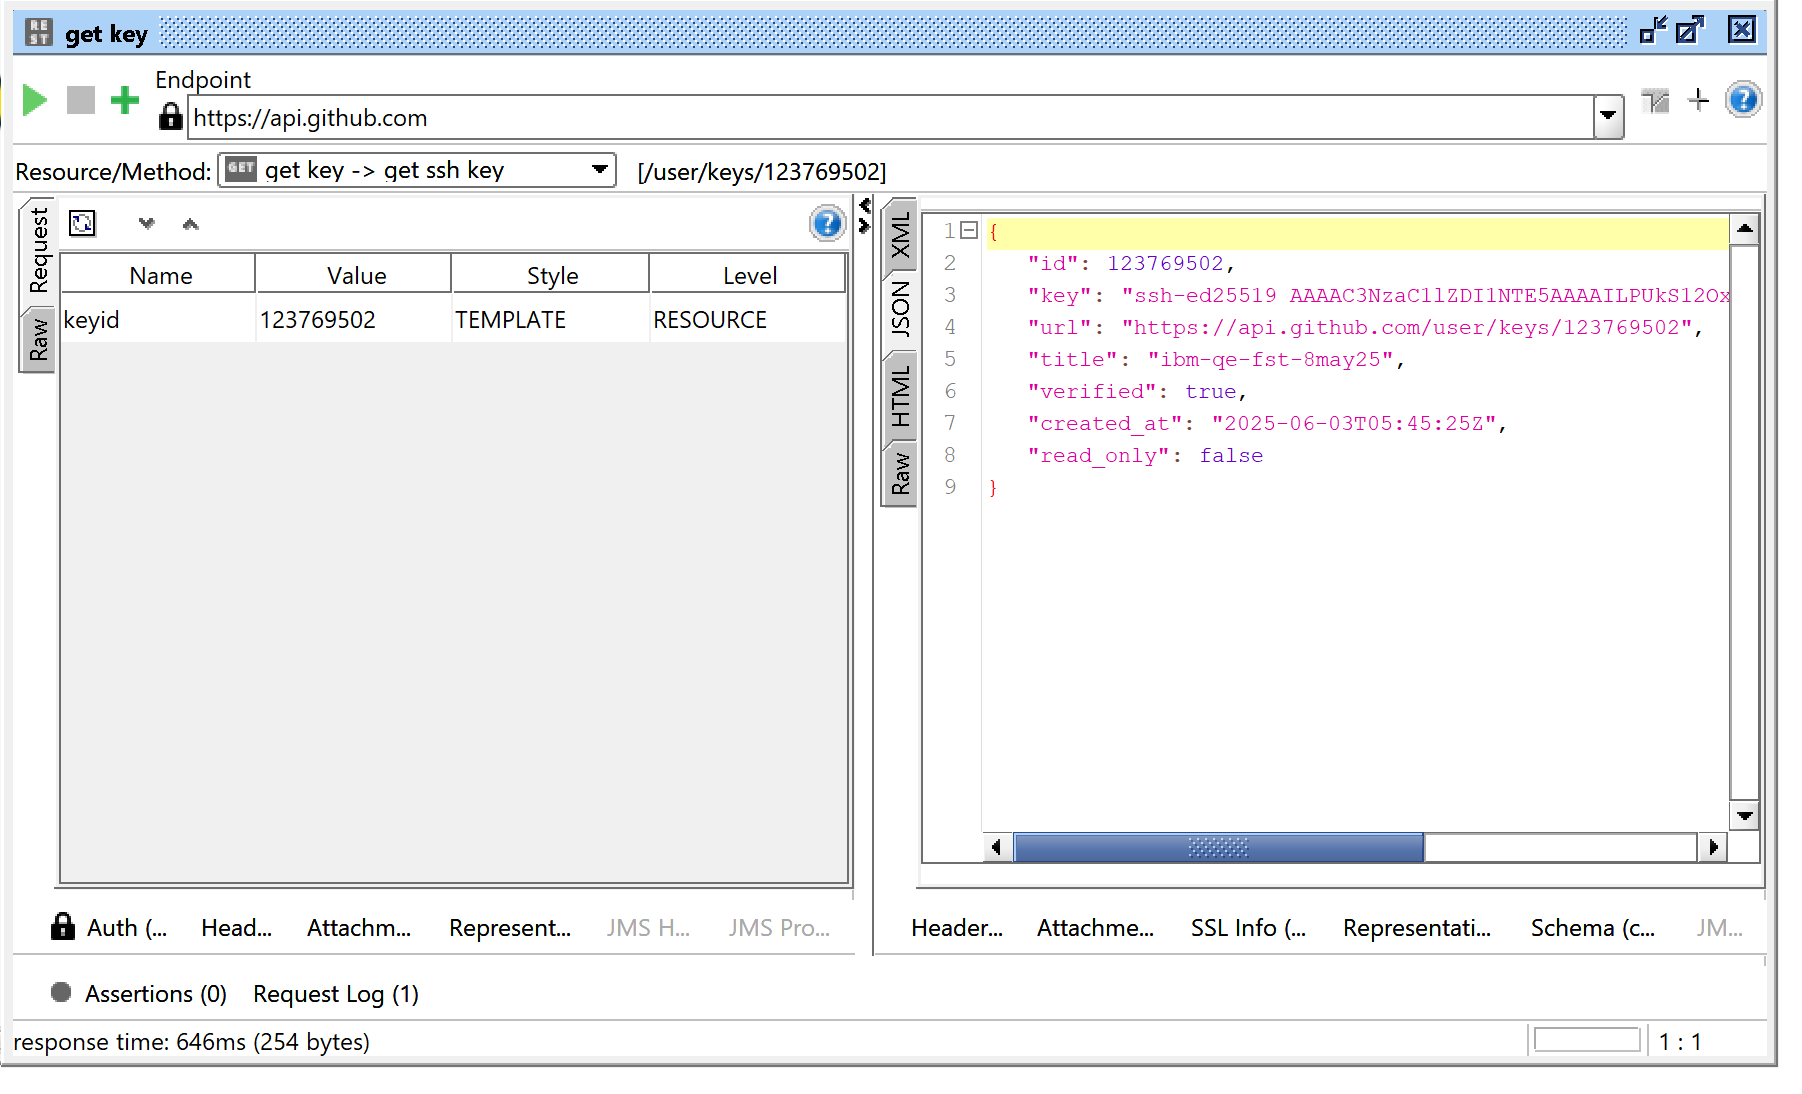 REST get key
Endpoint
https://api.github.com
Resource/Method: GET get key -> get ssh key [/user/keys/123769502]
Request
Raw
Name Value Style Level
keyid 123769502 TEMPLATE RESOURCE
XML
JSON
HTML
Raw
1 {
2 "id": 123769502,
3 "key": "ssh-ed25519 AAAAC3NzaC1lZDI1NTE5AAAAILPUkS12Ox
4 "url": "https://api.github.com/user/keys/123769502",
5 "title": "ibm-qe-fst-8may25",
6 "verified": true,
7 "created_at": "2025-06-03T05:45:25Z",
8 "read_only": false
9 }
Auth (... Head... Attachm... Represent... JMS H... JMS Pro...
Header... Attachme... SSL Info (... Representati... Schema (c... JM...
Assertions (0) Request Log (1)
response time: 646ms (254 bytes)
1 : 1